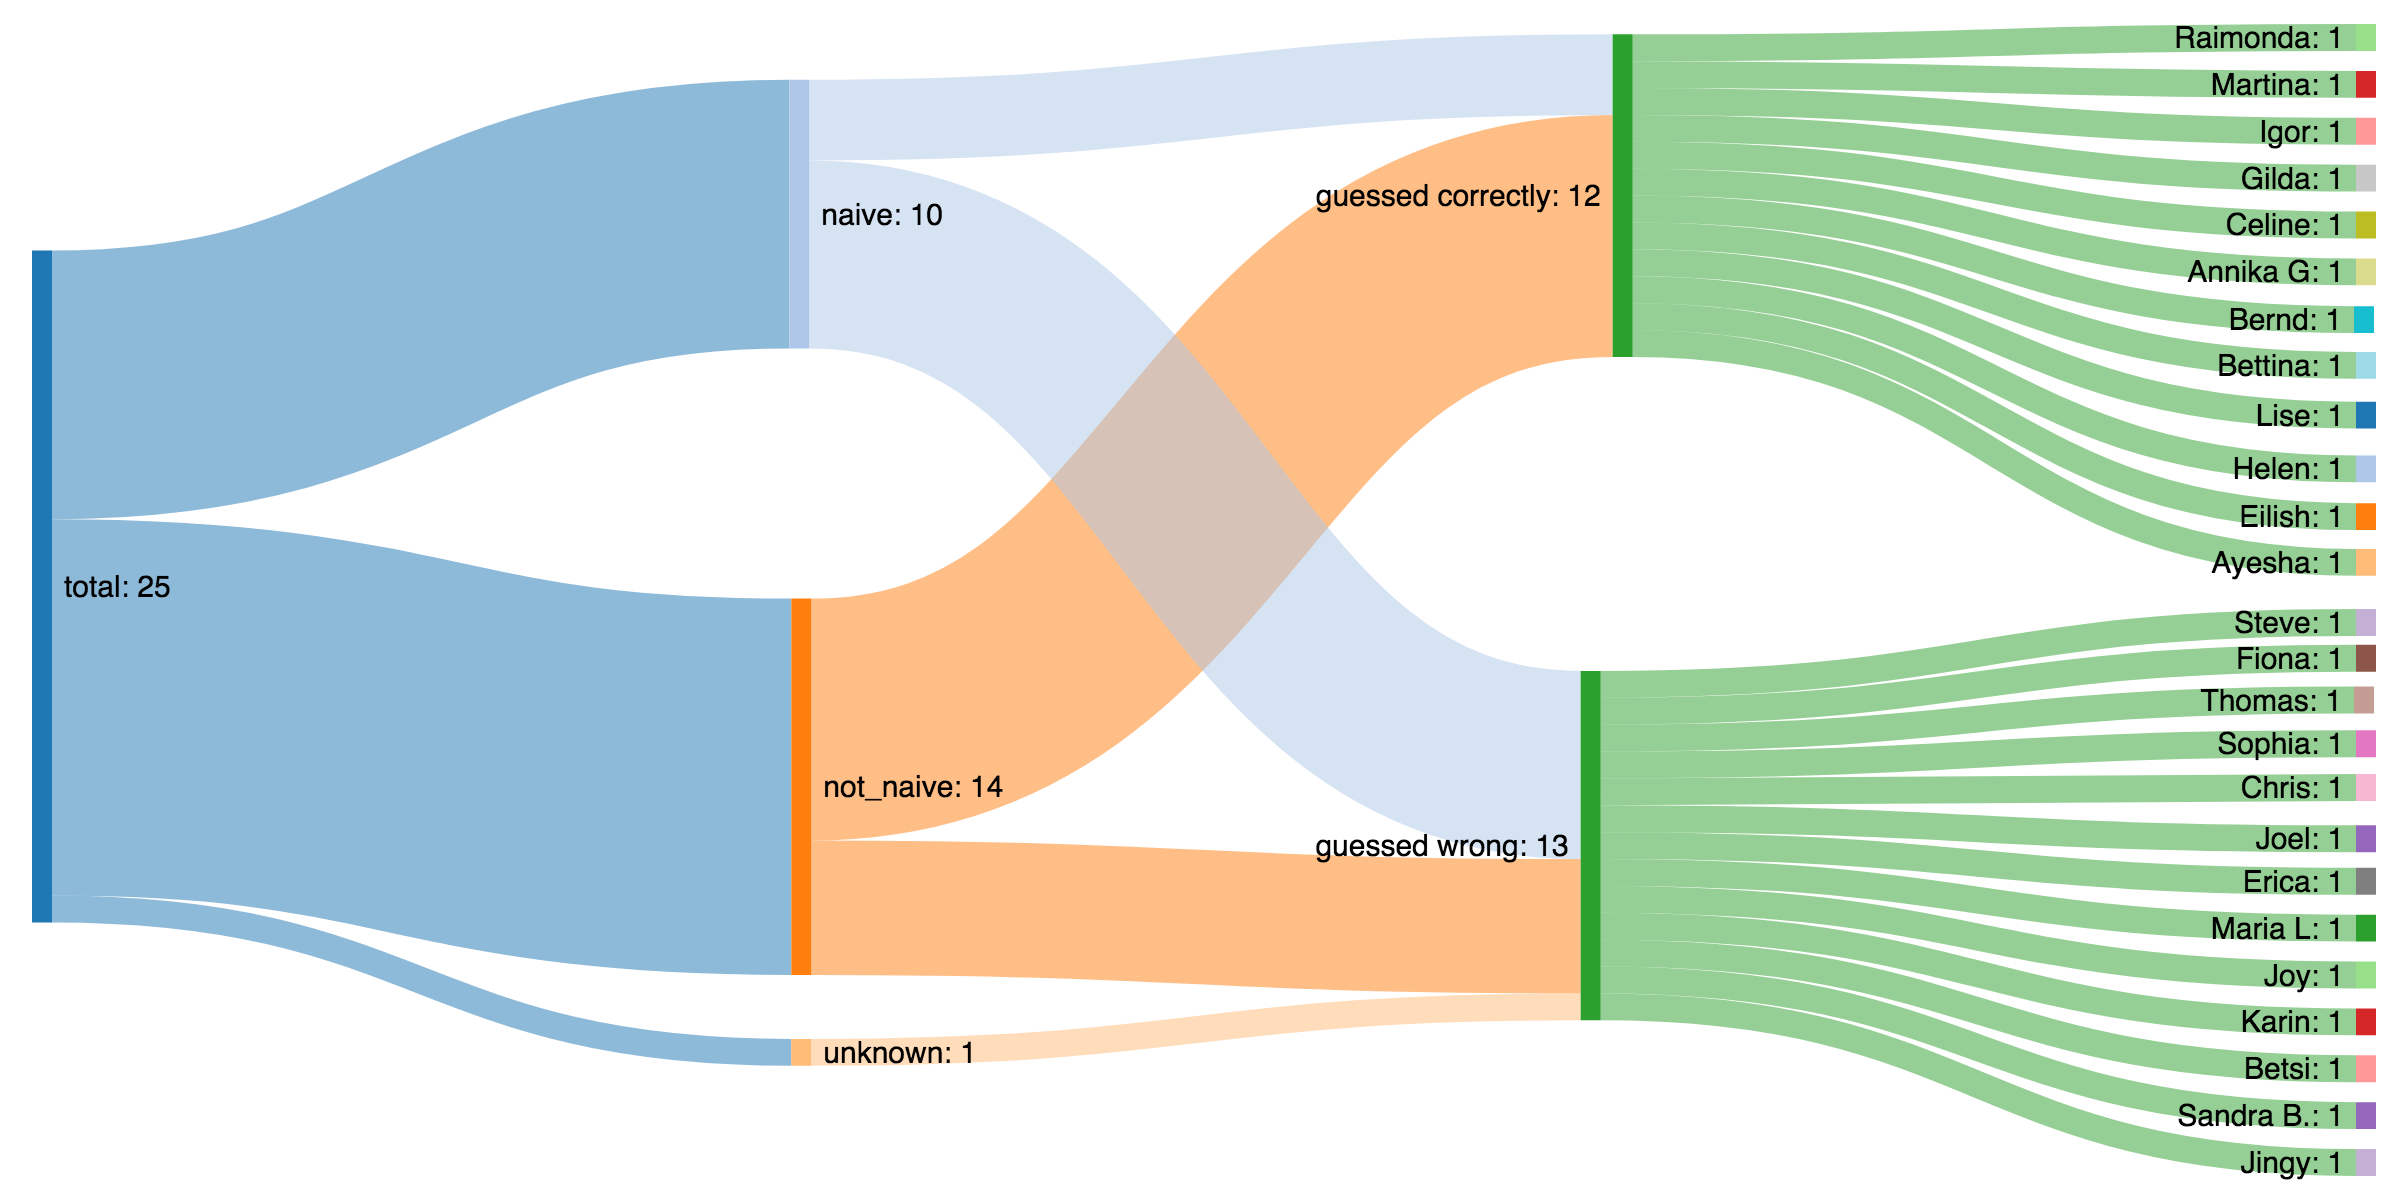 total: 25
naive: 10
not_naive: 14
unknown: 1
guessed correctly: 12
guessed wrong: 13
Raimonda: 1
Martina: 1
Igor: 1
Gilda: 1
Celine: 1
Annika G: 1
Bernd: 1
Bettina: 1
Lise: 1
Helen: 1
Eilish: 1
Ayesha: 1
Steve: 1
Fiona: 1
Thomas: 1
Sophia: 1
Chris: 1
Joel: 1
Erica: 1
Maria L: 1
Joy: 1
Karin: 1
Betsi: 1
Sandra B.: 1
Jingy: 1